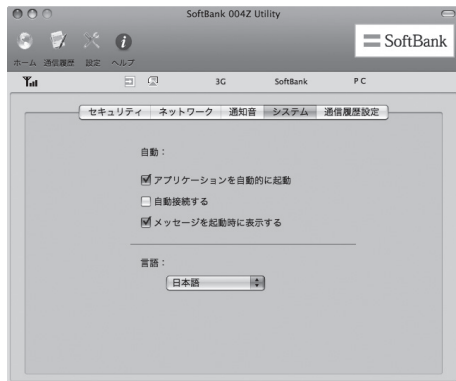 SoftBank 004Z Utility
ホーム 通信履歴 設定 ヘルプ
SoftBank
3G SoftBank PC
セキュリティ ネットワーク 通知音 システム 通信履歴設定
自動：
アプリケーションを自動的に起動
自動接続する
メッセージを起動時に表示する
言語：
日本語